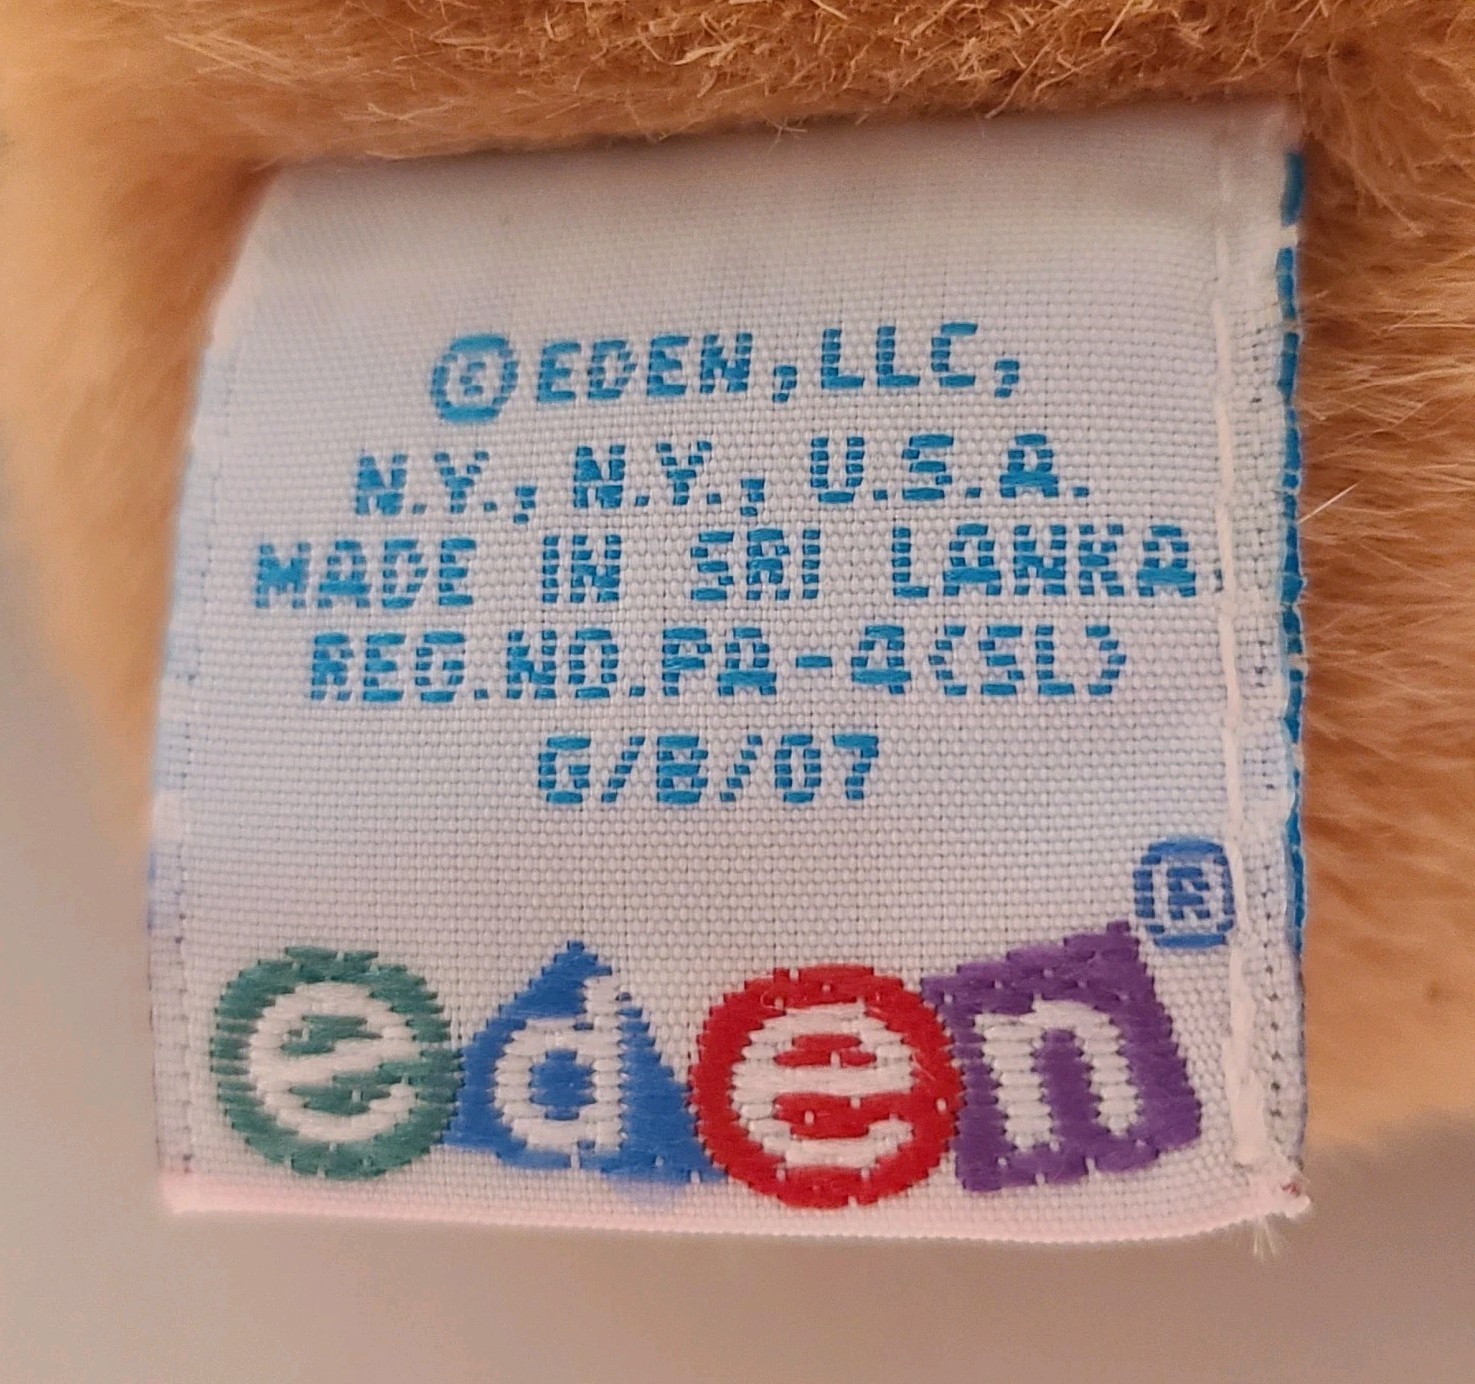 ©EDEN, LLC,
N.Y., N.Y., U.S.A.
MADE IN SRI LANKA.
REG.NO.PA-4(SL)
G/B/07
eden®